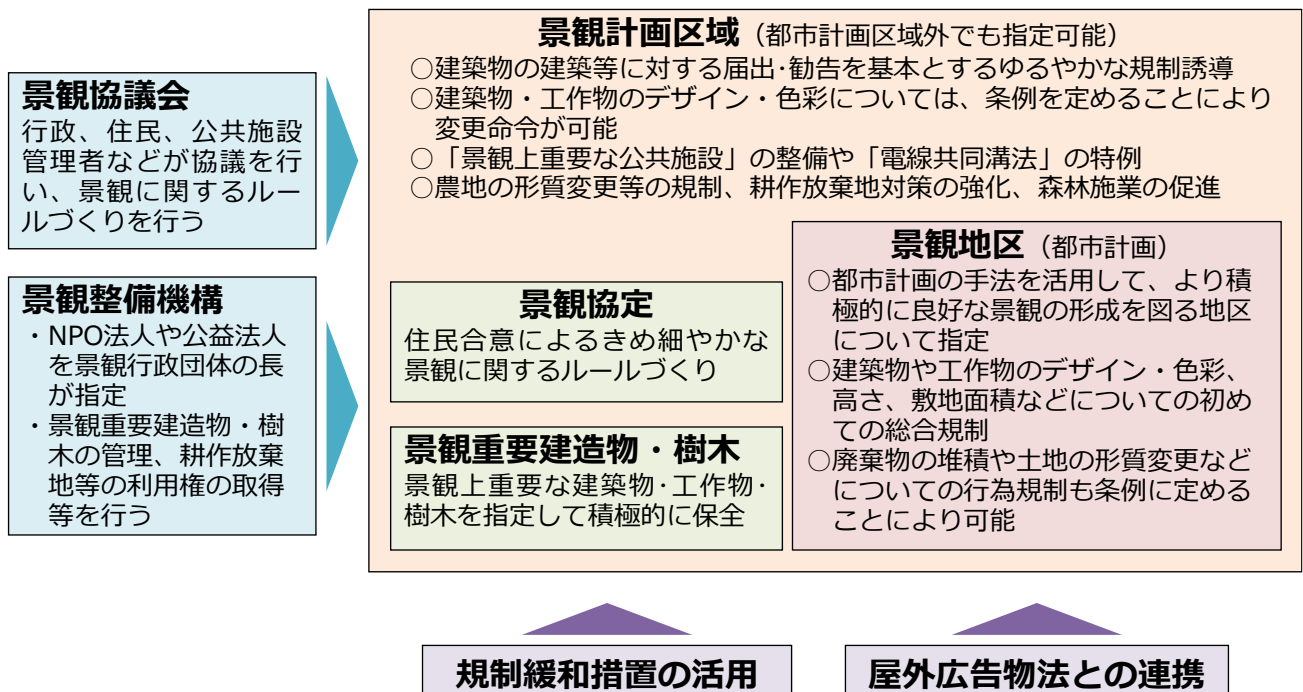 景観協議会
行政、住民、公共施設
管理者などが協議を行
い、景観に関するルー
ルづくりを行う
景観整備機構
・NPO法人や公益法人
を景観行政団体の長
が指定
・景観重要建造物・樹
木の管理、耕作放棄
地等の利用権の取得
等を行う
景観計画区域（都市計画区域外でも指定可能）
○建築物の建築等に対する届出･勧告を基本とするゆるやかな規制誘導
○建築物・工作物のデザイン・色彩については、条例を定めることにより
変更命令が可能
○「景観上重要な公共施設」の整備や「電線共同溝法」の特例
○農地の形質変更等の規制、耕作放棄地対策の強化、森林施業の促進
景観協定
住民合意によるきめ細やかな
景観に関するルールづくり
景観重要建造物・樹木
景観上重要な建築物･工作物･
樹木を指定して積極的に保全
景観地区（都市計画）
○都市計画の手法を活用して、より積
極的に良好な景観の形成を図る地区
について指定
○建築物や工作物のデザイン・色彩、
高さ、敷地面積などについての初め
ての総合規制
○廃棄物の堆積や土地の形質変更など
についての行為規制も条例に定める
ことにより可能
規制緩和措置の活用
屋外広告物法との連携